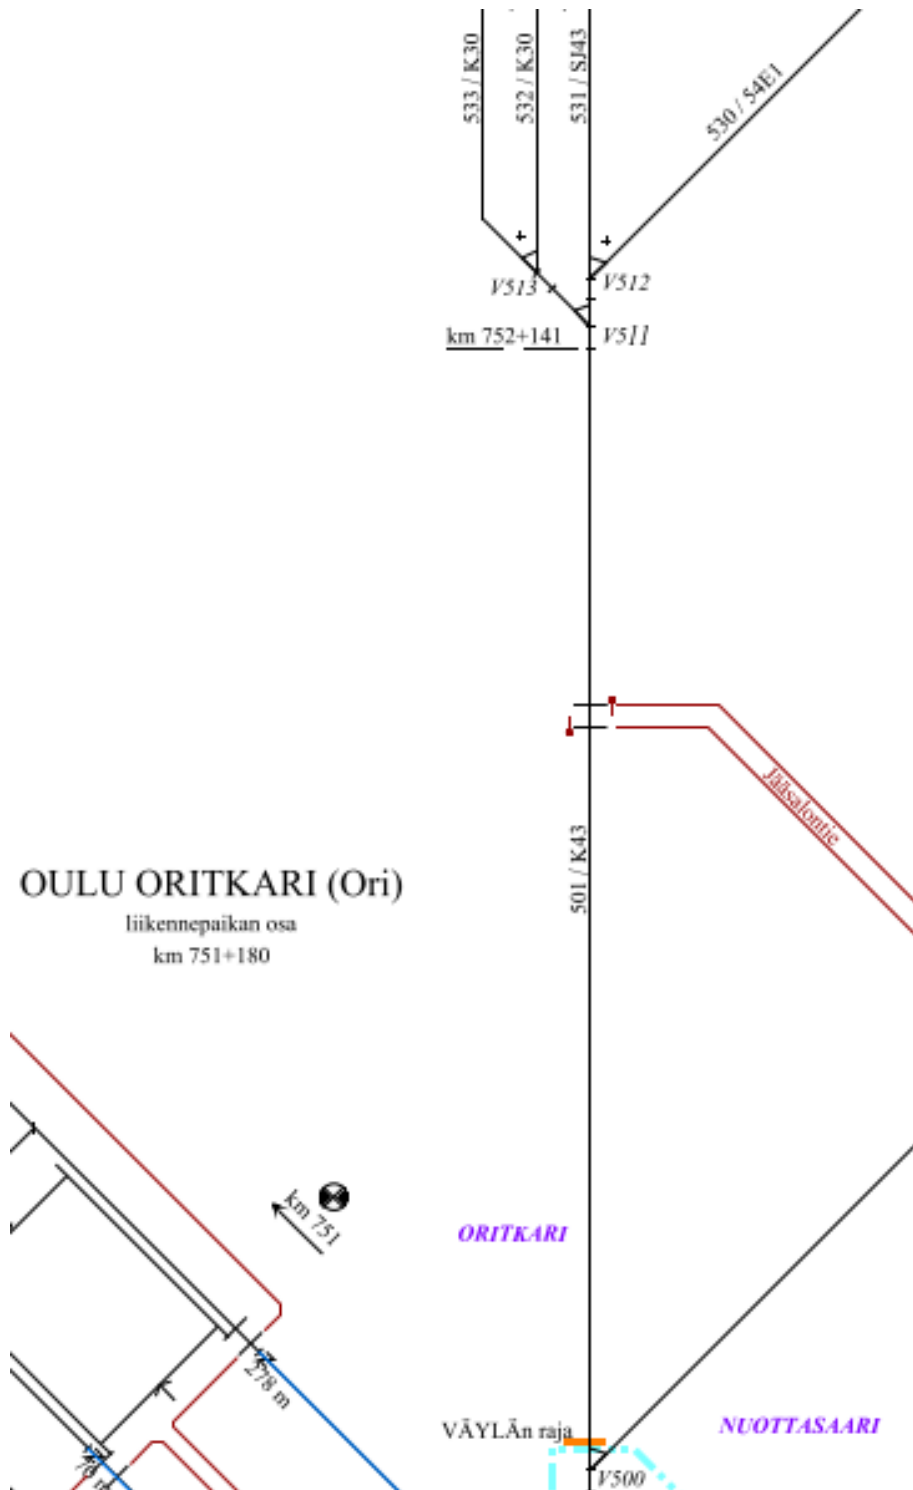 533 / K30
532 / K30
531 / SJ43
530 / 54E1
V513
V512
km 752+141
V511
Jääsalontie
501 / K43
OULU ORITKARI (Ori)
liikennepaikan osa
km 751+180
km 751
ORITKARI
278 m
VÄYLÄn raja
NUOTTASAARI
V500